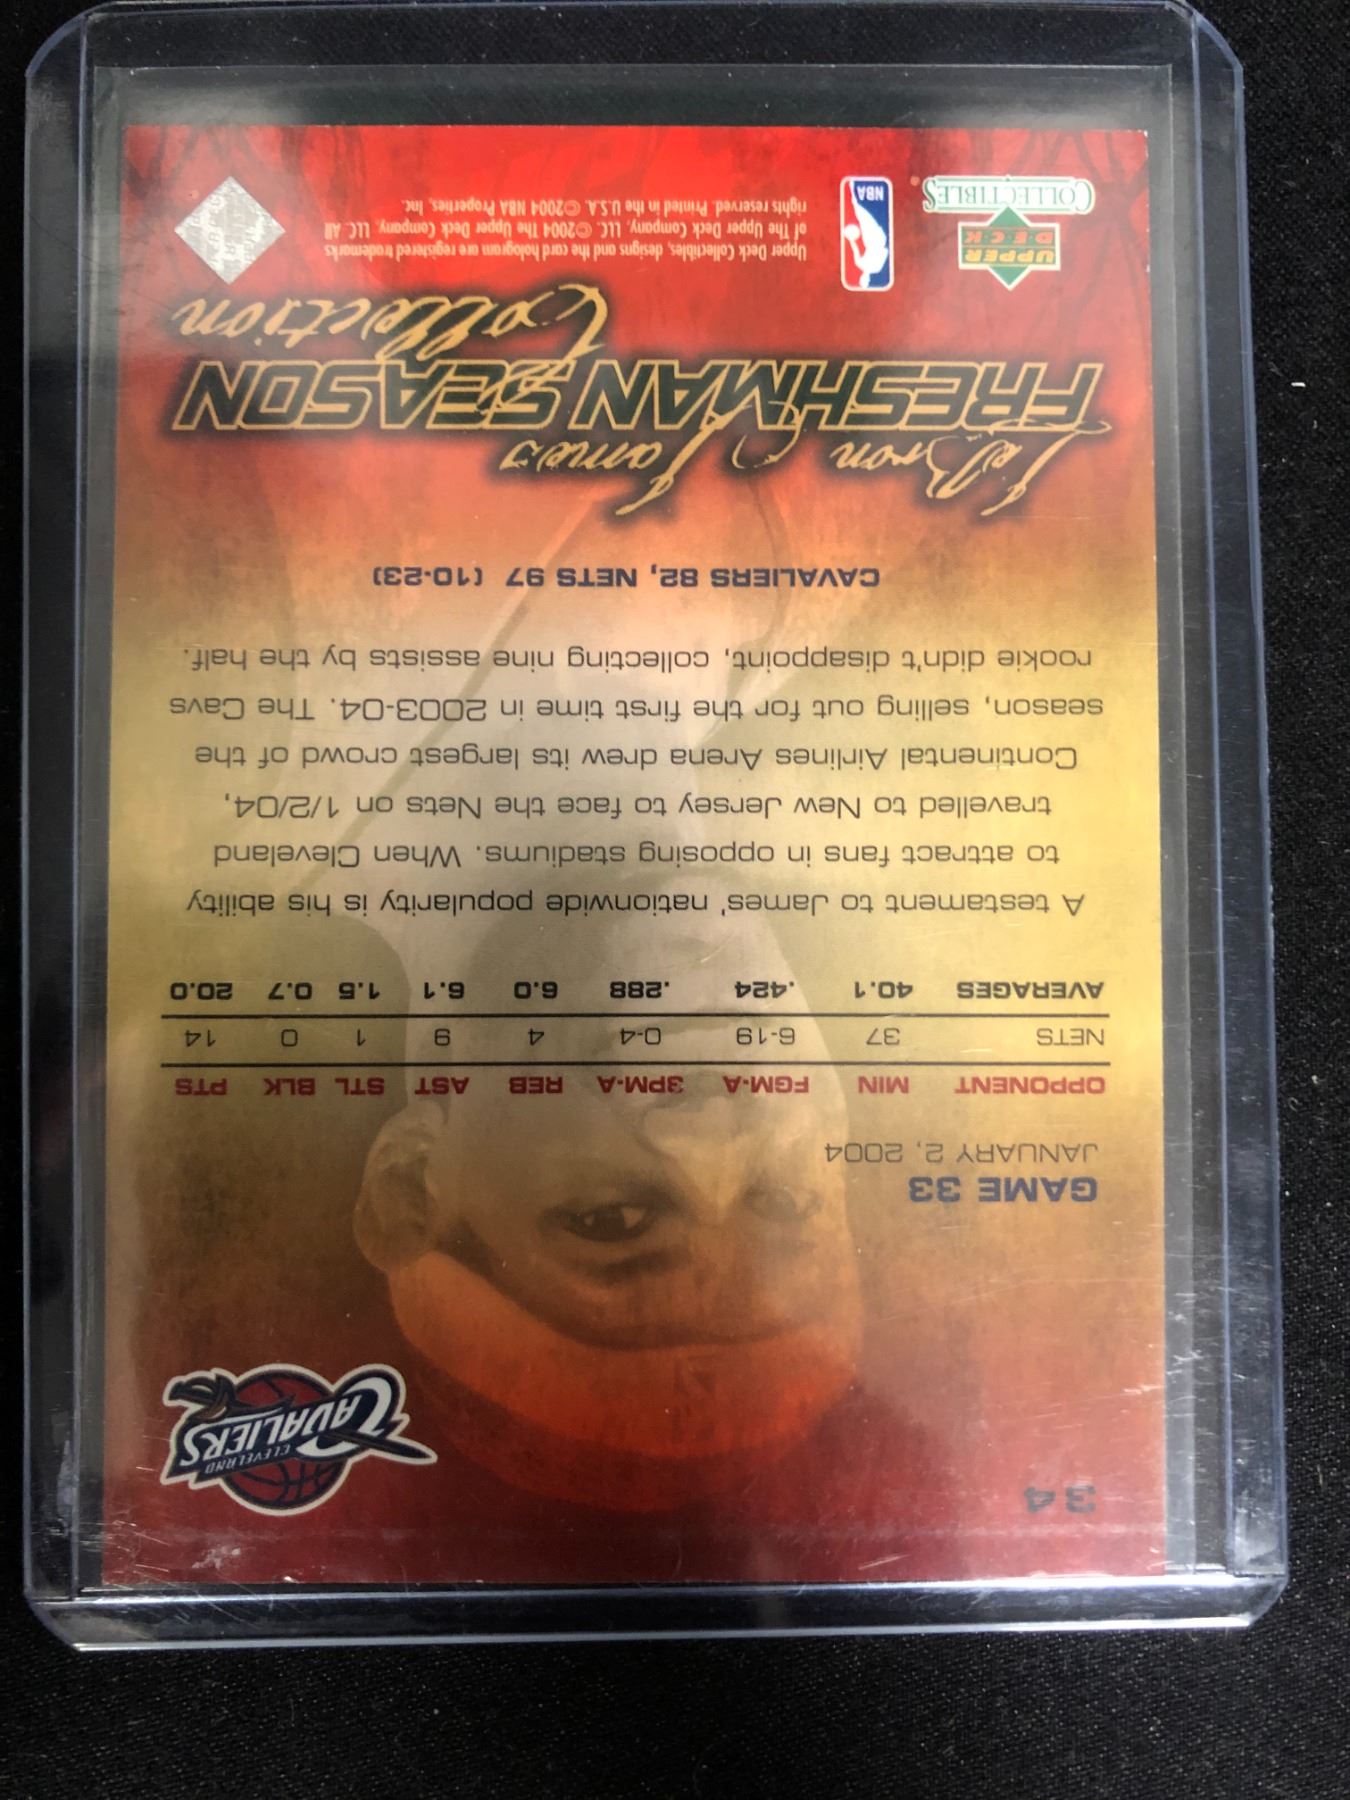 34
CLEVELAND
CAVALIERS
GAME 33
JANUARY 2, 2004
OPPONENT MIN FGM-A 3PM-A REB AST STL BLK PTS
NETS 37 6-19 0-4 4 9 1 0 14
AVERAGES 40.1 .424 .288 6.0 6.1 1.5 0.7 20.0
A testament to James' nationwide popularity is his ability
to attract fans in opposing stadiums. When Cleveland
travelled to New Jersey to face the Nets on 1/2/04,
Continental Airlines Arena drew its largest crowd of the
season, selling out for the first time in 2003-04. The Cavs
rookie didn't disappoint, collecting nine assists by the half.
CAVALIERS 82, NETS 97 (10-23)
LeBron James
FRESHMAN SEASON
Collection
UPPER
DECK
COLLECTIBLES®
NBA
Upper Deck Collectibles, designs and the card hologram are registered trademarks
of The Upper Deck Company, LLC. ©2004 The Upper Deck Company, LLC. All
rights reserved. Printed in the U.S.A. ©2004 NBA Properties, Inc.